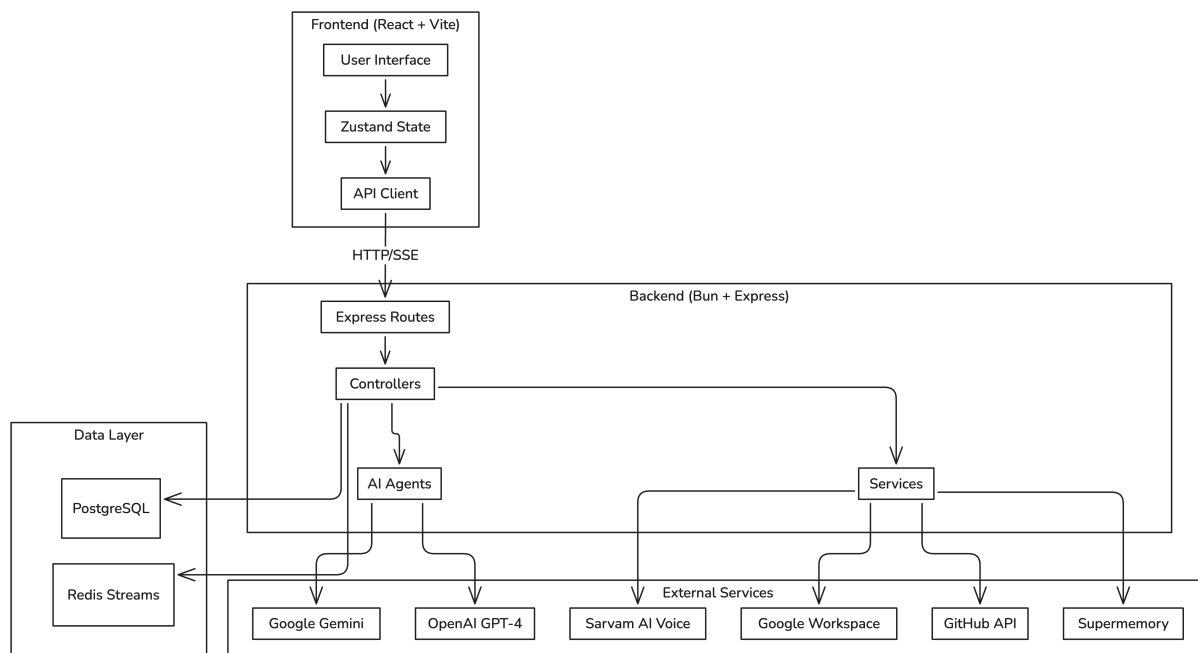 Frontend (React + Vite)
User Interface
Zustand State
API Client
HTTP/SSE
Backend (Bun + Express)
Express Routes
Controllers
Data Layer
AI Agents
Services
PostgreSQL
Redis Streams
External Services
Google Gemini
OpenAI GPT-4
Sarvam AI Voice
Google Workspace
GitHub API
Supermemory